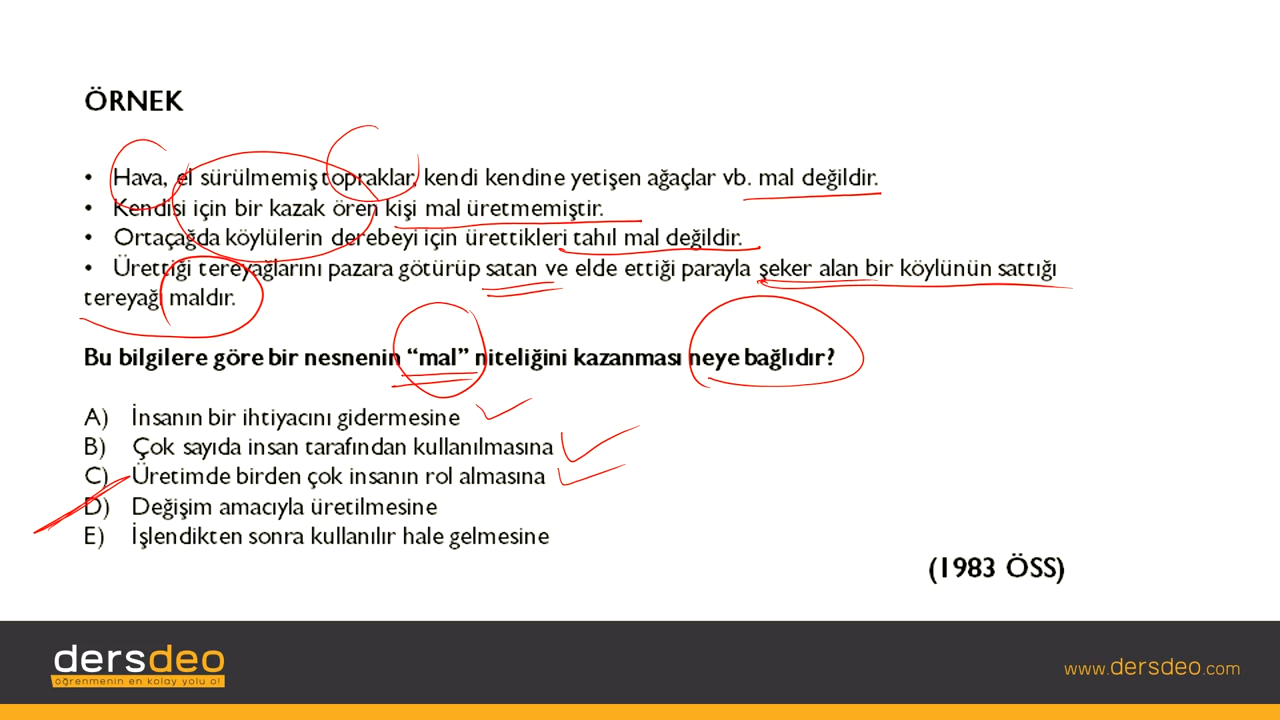 ÖRNEK
• Hava, el sürülmemiş topraklar, kendi kendine yetişen ağaçlar vb. mal değildir.
• Kendisi için bir kazak ören kişi mal üretmemiştir.
• Ortaçağda köylülerin derebeyi için ürettikleri tahıl mal değildir.
• Ürettiği tereyağlarını pazara götürüp satan ve elde ettiği parayla şeker alan bir köylünün sattığı
tereyağı maldır.
Bu bilgilere göre bir nesnenin “mal” niteliğini kazanması neye bağlıdır?
A) İnsanın bir ihtiyacını gidermesine
B) Çok sayıda insan tarafından kullanılmasına
C) Üretimde birden çok insanın rol almasına
D) Değişim amacıyla üretilmesine
E) İşlendikten sonra kullanılır hale gelmesine
(1983 ÖSS)
dersdeo
öğrenmenin en kolay yolu o!
www.dersdeo.com